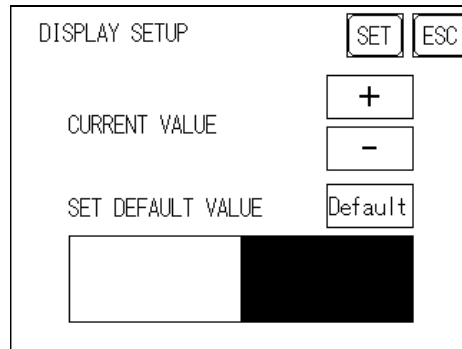 DISPLAY SETUP SET ESC
+
CURRENT VALUE
-
SET DEFAULT VALUE Default